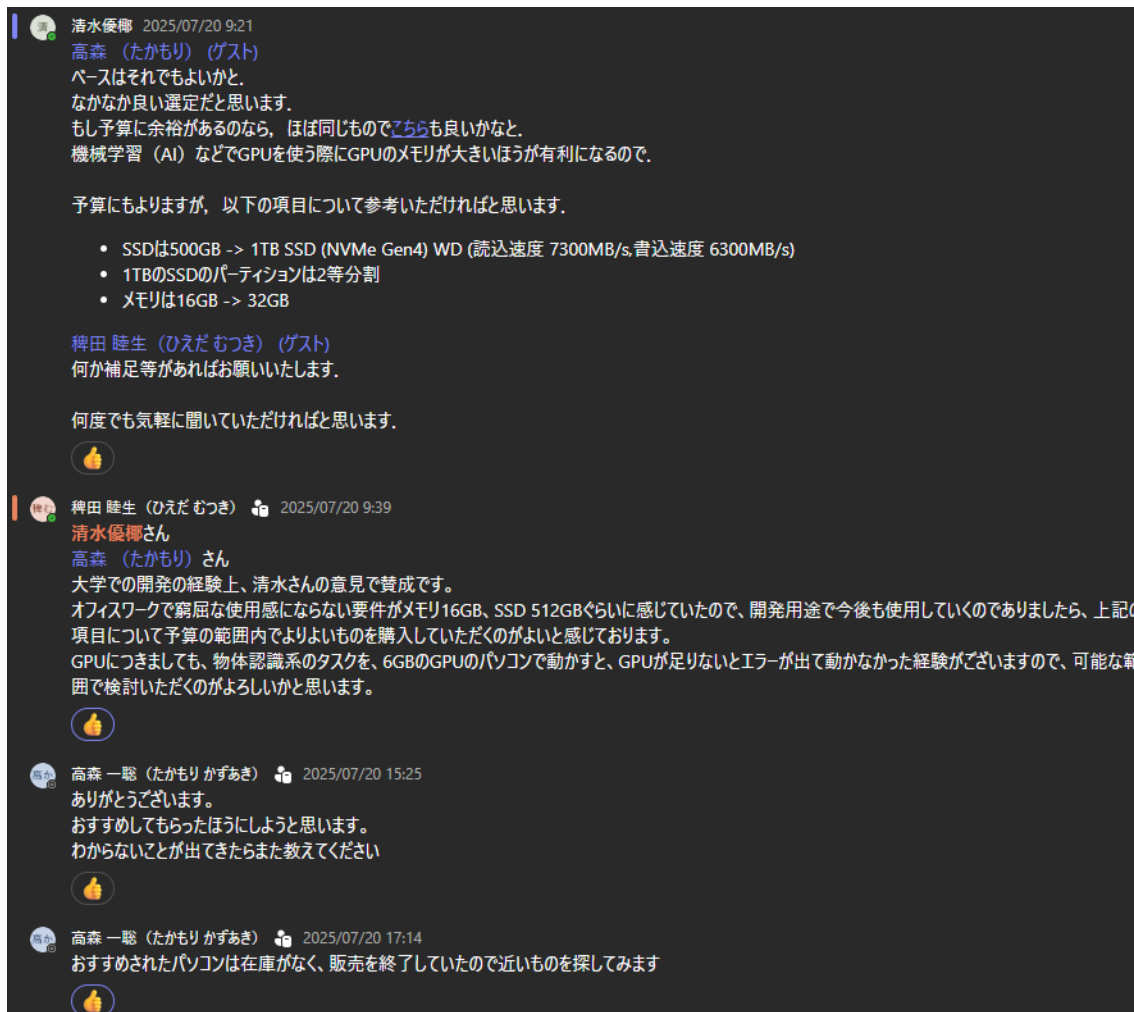 清水優椰 2025/07/20 9:21
高森 （たかもり） (ゲスト)
ベースはそれでもよいかと．
なかなか良い選定だと思います．
もし予算に余裕があるのなら，ほぼ同じものでこちらも良いかなと．
機械学習（AI）などでGPUを使う際にGPUのメモリが大きいほうが有利になるので．
予算にもよりますが，以下の項目について参考いただければと思います．
• SSDは500GB -> 1TB SSD (NVMe Gen4) WD (読込速度 7300MB/s,書込速度 6300MB/s)
• 1TBのSSDのパーティションは2等分割
• メモリは16GB -> 32GB
稗田 睦生（ひえだ むつき） (ゲスト)
何か補足等があればお願いいたします．
何度でも気軽に聞いていただければと思います．
稗田 睦生（ひえだ むつき） 2025/07/20 9:39
清水優椰さん
高森 （たかもり） さん
大学での開発の経験上、清水さんの意見で賛成です。
オフィスワークで窮屈な使用感にならない要件がメモリ16GB、SSD 512GBぐらいに感じていたので、開発用途で今後も使用していくのでありましたら、上記の
項目について予算の範囲内でよりよいものを購入していただくのがよいと感じております。
GPUにつきましても、物体認識系のタスクを、6GBのGPUのパソコンで動かすと、GPUが足りないとエラーが出て動かなかった経験がございますので、可能な範
囲で検討いただくのがよろしいかと思います。
高森 一聡（たかもり かずあき） 2025/07/20 15:25
ありがとうございます。
おすすめしてもらったほうにしようと思います。
わからないことが出てきたらまた教えてください
高森 一聡（たかもり かずあき） 2025/07/20 17:14
おすすめされたパソコンは在庫がなく、販売を終了していたので近いものを探してみます